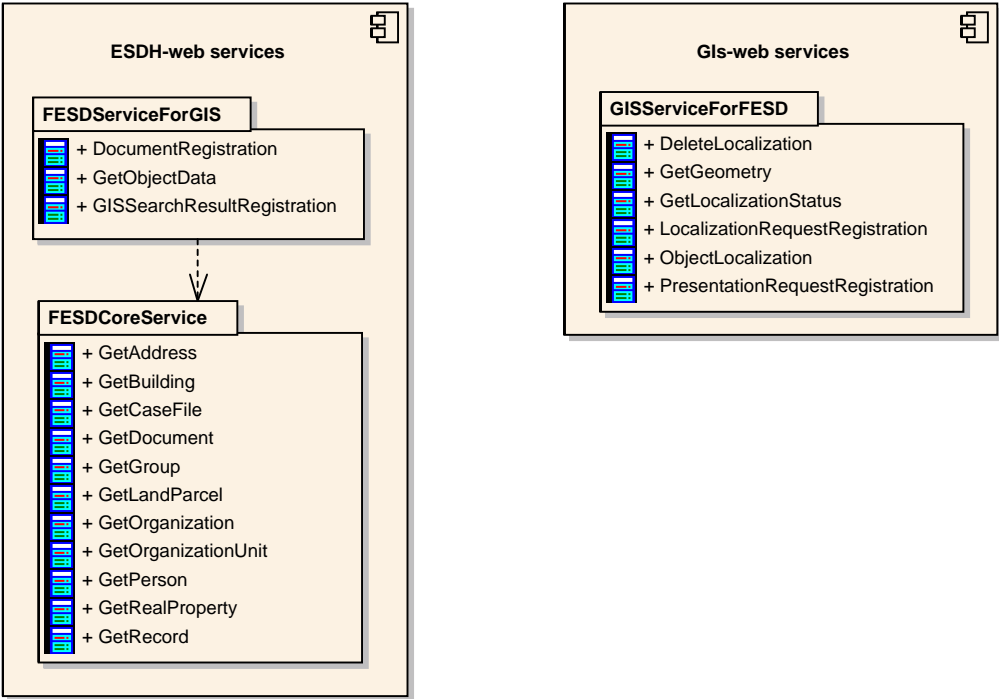 ESDH-web services
FESDServiceForGIS
+ DocumentRegistration
+ GetObjectData
+ GISSearchResultRegistration
FESDCoreService
+ GetAddress
+ GetBuilding
+ GetCaseFile
+ GetDocument
+ GetGroup
+ GetLandParcel
+ GetOrganization
+ GetOrganizationUnit
+ GetPerson
+ GetRealProperty
+ GetRecord
GIs-web services
GISServiceForFESD
+ DeleteLocalization
+ GetGeometry
+ GetLocalizationStatus
+ LocalizationRequestRegistration
+ ObjectLocalization
+ PresentationRequestRegistration